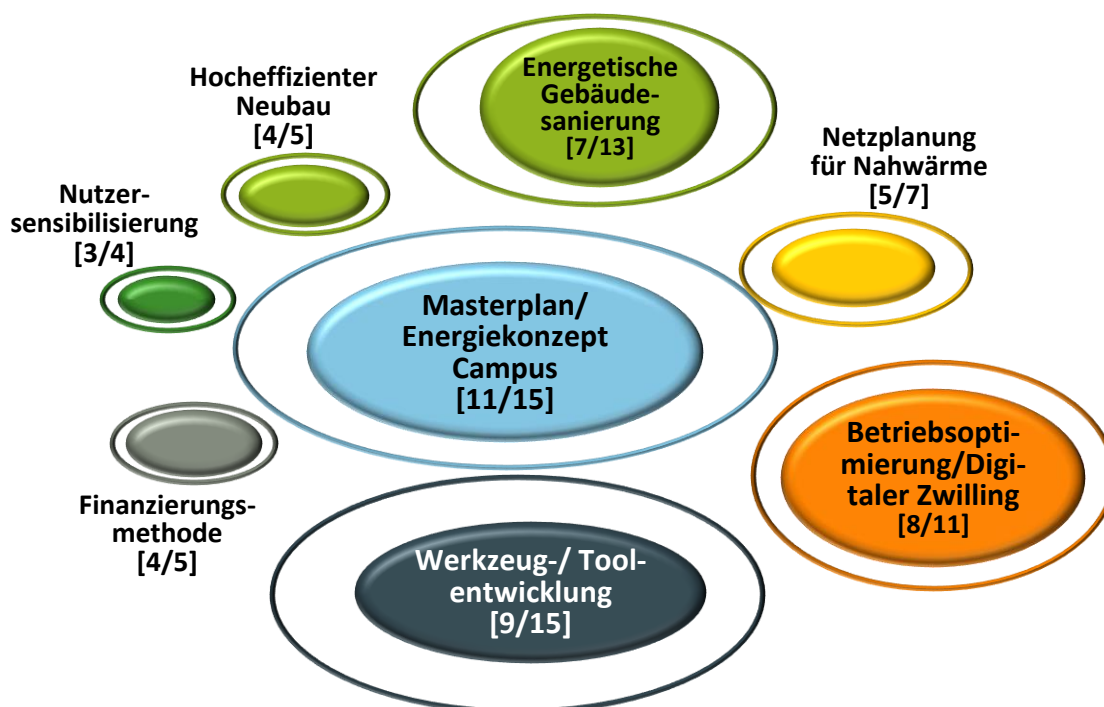 Energetische
Gebäude-
sanierung
[7/13]
Hocheffizienter
Neubau
[4/5]
Netzplanung
für Nahwärme
[5/7]
Nutzer-
sensibilisierung
[3/4]
Masterplan/
Energiekonzept
Campus
[11/15]
Betriebsopti-
mierung/Digi-
taler Zwilling
[8/11]
Finanzierungs-
methode
[4/5]
Werkzeug-/ Tool-
entwicklung
[9/15]